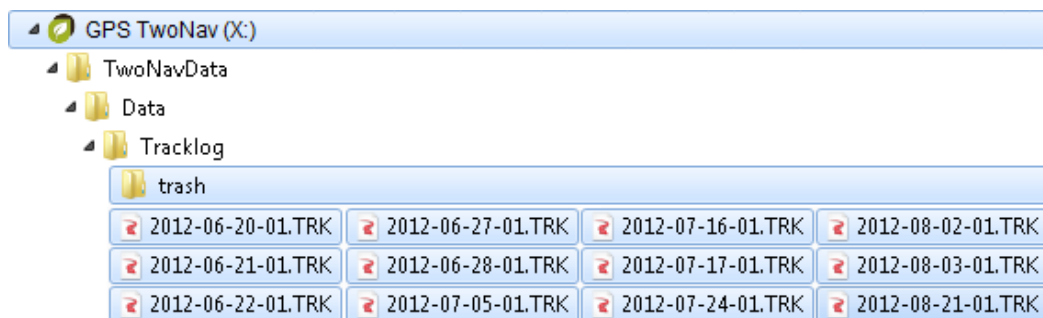 GPS TwoNav (X:)
TwoNavData
Data
Tracklog
trash
2012-06-20-01.TRK 2012-06-27-01.TRK 2012-07-16-01.TRK 2012-08-02-01.TRK
2012-06-21-01.TRK 2012-06-28-01.TRK 2012-07-17-01.TRK 2012-08-03-01.TRK
2012-06-22-01.TRK 2012-07-05-01.TRK 2012-07-24-01.TRK 2012-08-21-01.TRK